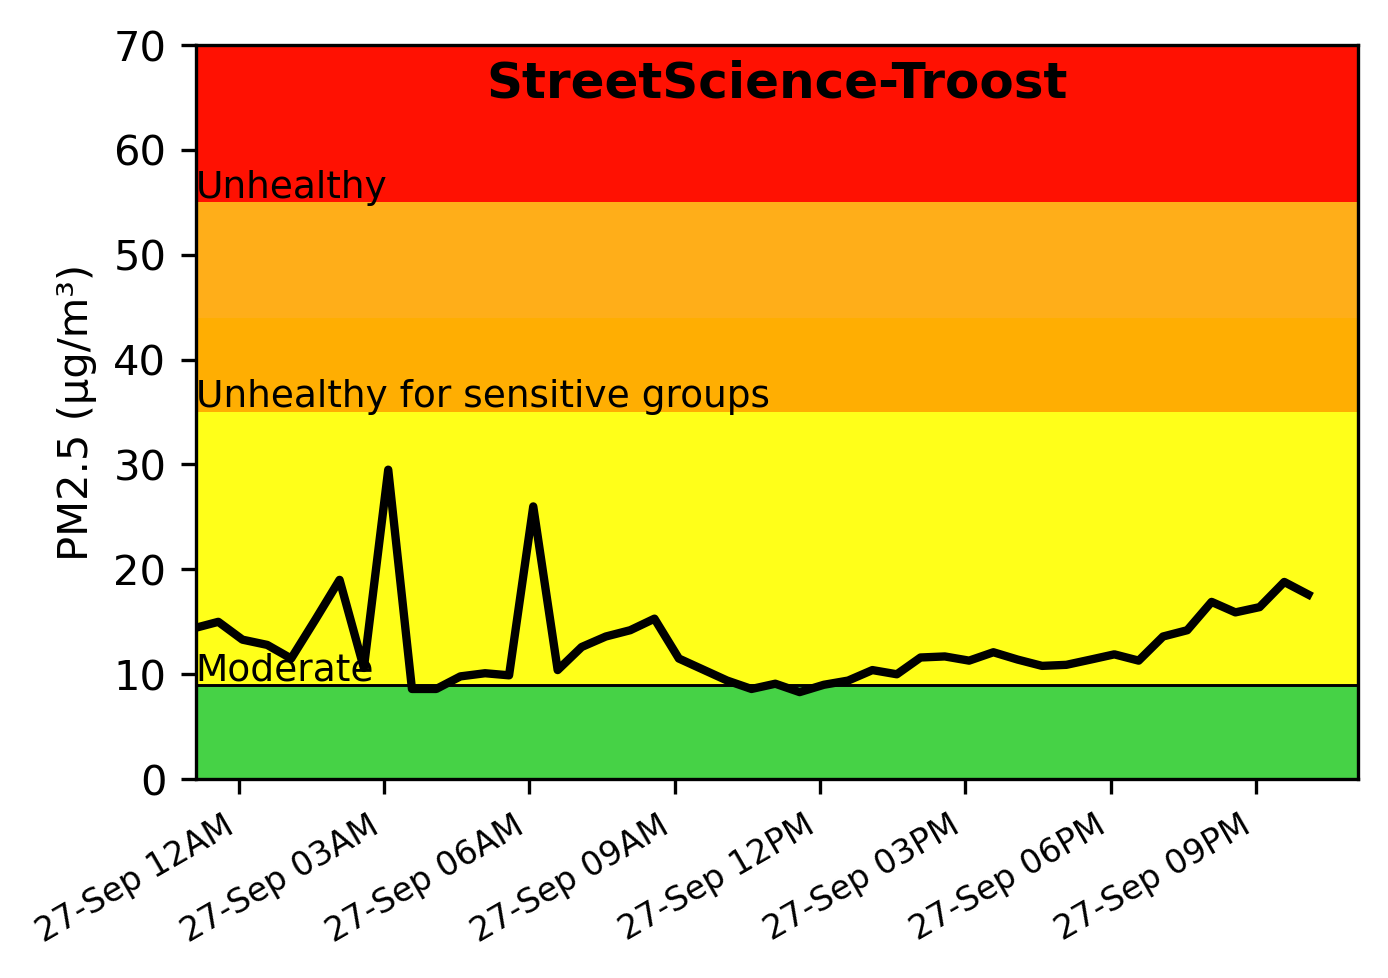 StreetScience-Troost
PM2.5 (µg/m³)
70
60
50
40
30
20
10
0
Unhealthy
Unhealthy for sensitive groups
Moderate
27-Sep 12AM
27-Sep 03AM
27-Sep 06AM
27-Sep 09AM
27-Sep 12PM
27-Sep 03PM
27-Sep 06PM
27-Sep 09PM